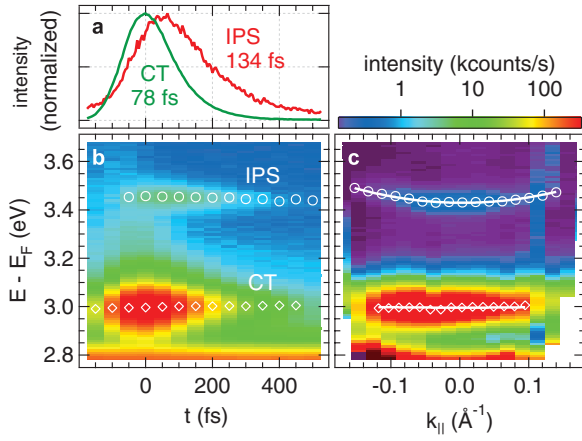 a
IPS
134 fs
CT
78 fs
intensity
(normalized)
intensity (kcounts/s)
1 10 100
b
IPS
CT
3.6
3.4
3.2
3.0
2.8
E - E_F (eV)
0 200 400
t (fs)
c
-0.1 0.0 0.1
k_|| (Å⁻¹)